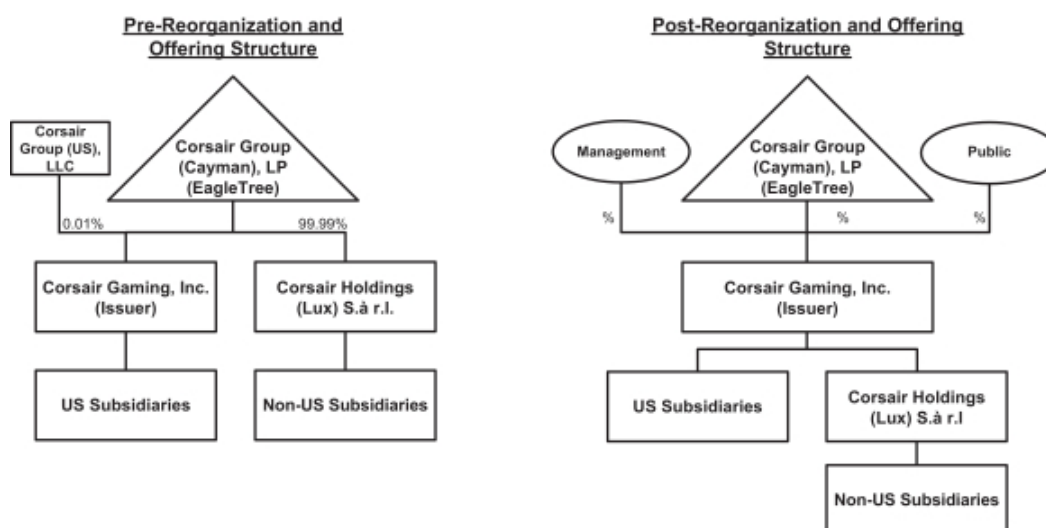 Pre-Reorganization and
Offering Structure
Corsair
Group (US),
LLC
Corsair Group
(Cayman), LP
(EagleTree)
0.01%
99.99%
Corsair Gaming, Inc.
(Issuer)
Corsair Holdings
(Lux) S.à r.l.
US Subsidiaries
Non-US Subsidiaries
Post-Reorganization and Offering
Structure
Management
Corsair Group
(Cayman), LP
(EagleTree)
Public
%
%
%
Corsair Gaming, Inc.
(Issuer)
US Subsidiaries
Corsair Holdings
(Lux) S.à r.l
Non-US Subsidiaries